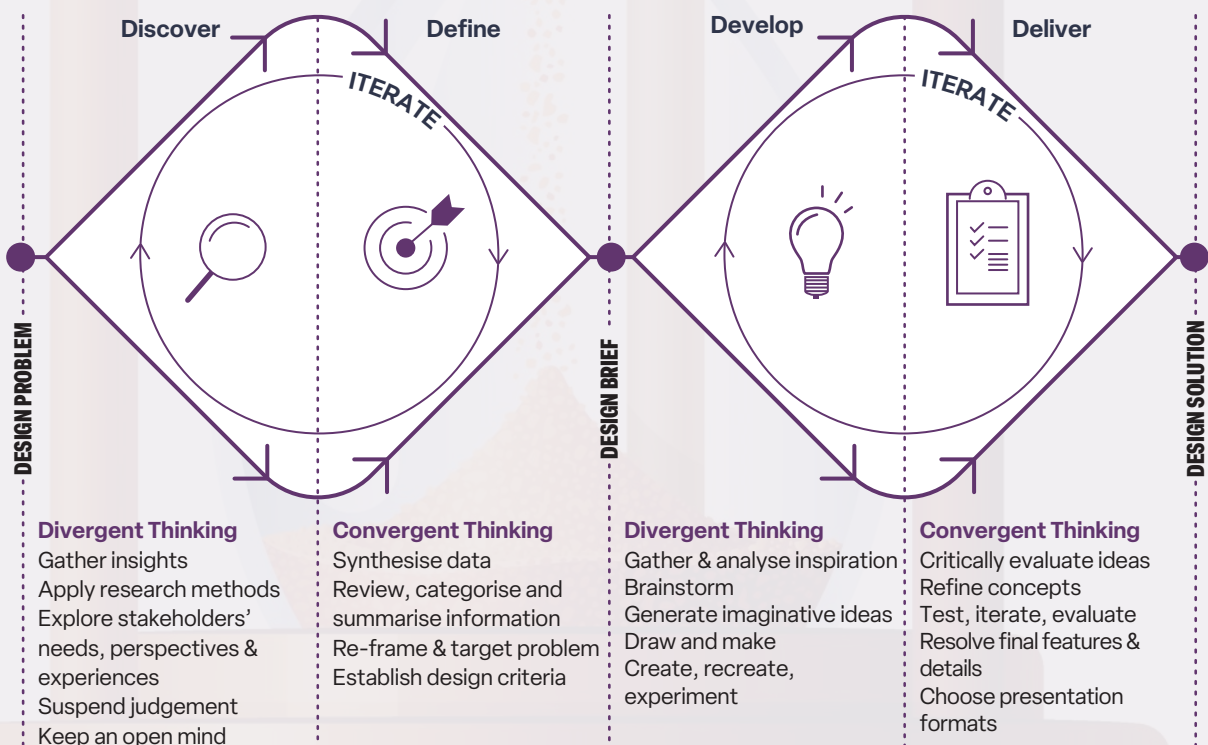 Discover
Define
Develop
Deliver
ITERATE
ITERATE
DESIGN PROBLEM
DESIGN BRIEF
DESIGN SOLUTION
Divergent Thinking
Gather insights
Apply research methods
Explore stakeholders’
needs, perspectives &
experiences
Suspend judgement
Keep an open mind
Convergent Thinking
Synthesise data
Review, categorise and
summarise information
Re-frame & target problem
Establish design criteria
Divergent Thinking
Gather & analyse inspiration
Brainstorm
Generate imaginative ideas
Draw and make
Create, recreate,
experiment
Convergent Thinking
Critically evaluate ideas
Refine concepts
Test, iterate, evaluate
Resolve final features &
details
Choose presentation
formats